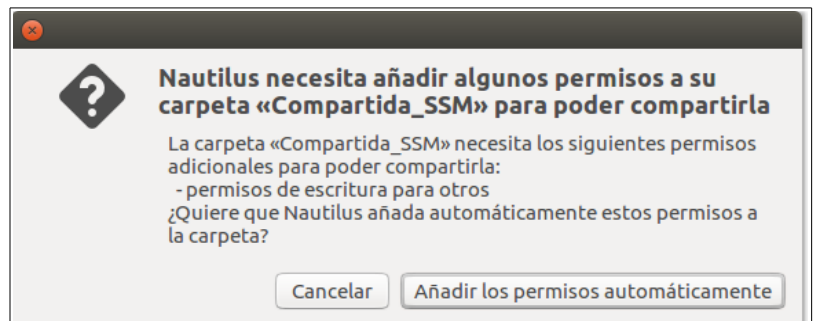 Nautilus necesita añadir algunos permisos a su
carpeta «Compartida_SSM» para poder compartirla
La carpeta «Compartida_SSM» necesita los siguientes permisos
adicionales para poder compartirla:
- permisos de escritura para otros
¿Quiere que Nautilus añada automáticamente estos permisos a
la carpeta?
Cancelar
Añadir los permisos automáticamente